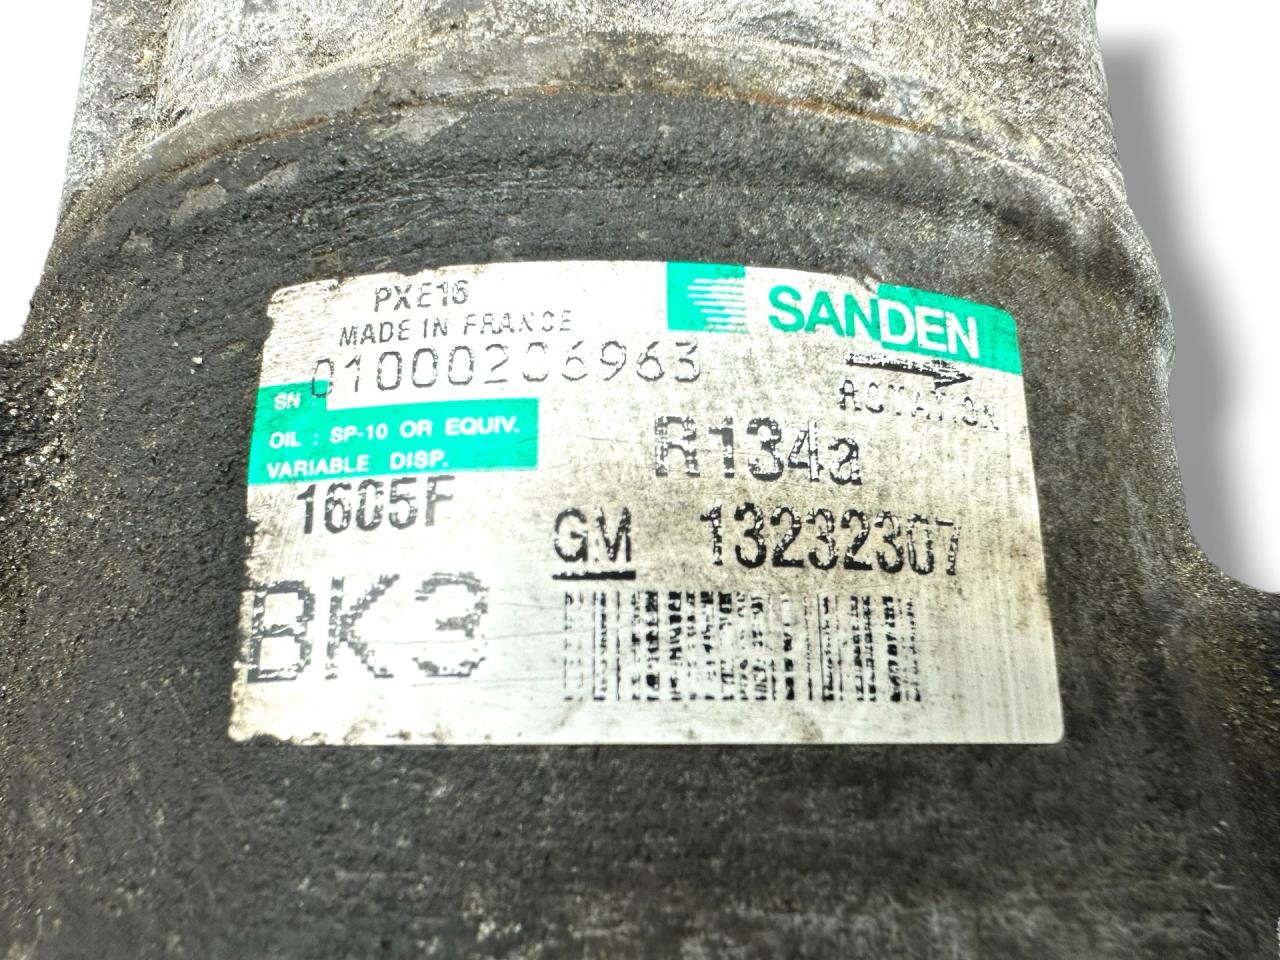 PXE16
MADE IN FRANCE
SANDEN
SN 01000206963
ROTATION
OIL : SP-10 OR EQUIV.
VARIABLE DISP.
R134a
1605F
GM 13232307
BK3